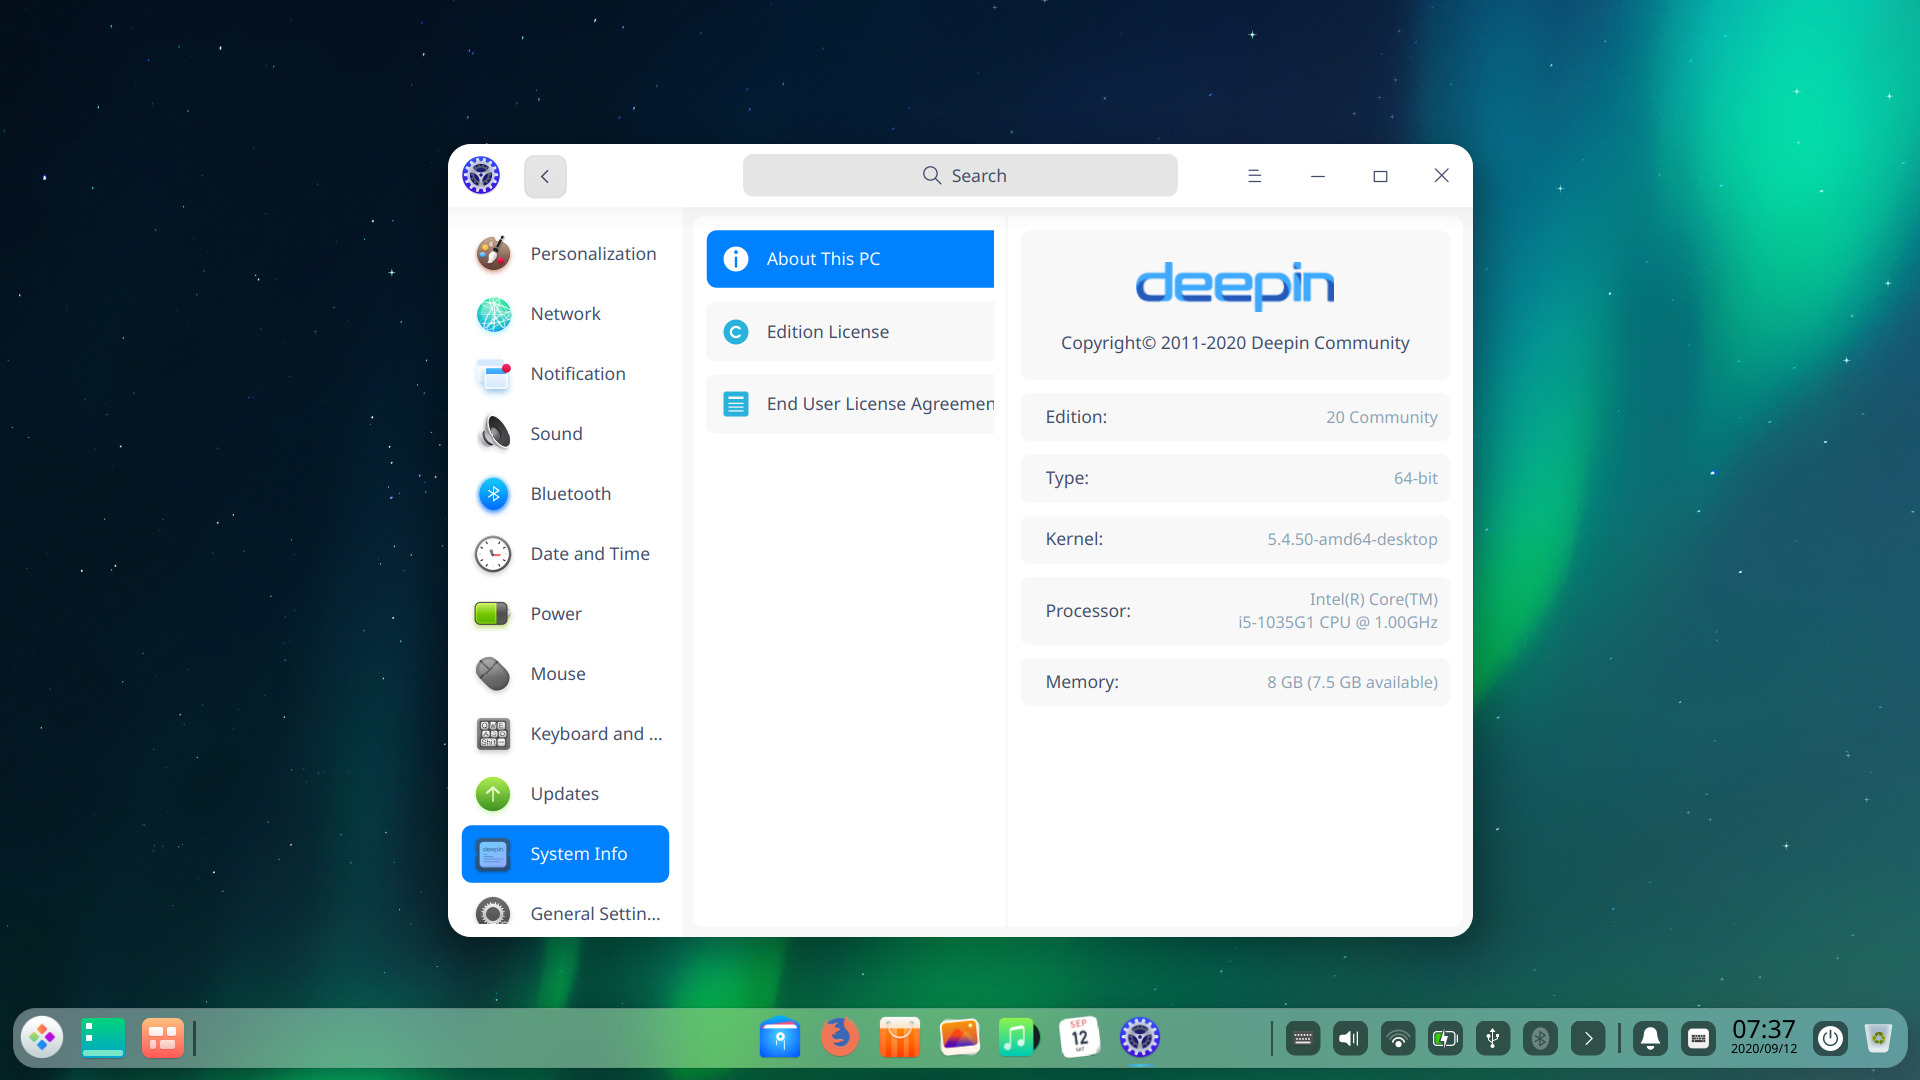 Search
Personalization
Network
Notification
Sound
Bluetooth
Date and Time
Power
Mouse
Keyboard and ...
Updates
deepin
System Info
General Settin...
About This PC
Edition License
End User License Agreemen
deepin
Copyright© 2011-2020 Deepin Community
Edition:
20 Community
Type:
64-bit
Kernel:
5.4.50-amd64-desktop
Processor:
Intel(R) Core(TM)
i5-1035G1 CPU @ 1.00GHz
Memory:
8 GB (7.5 GB available)
SEP
12
SAT
07:37
2020/09/12